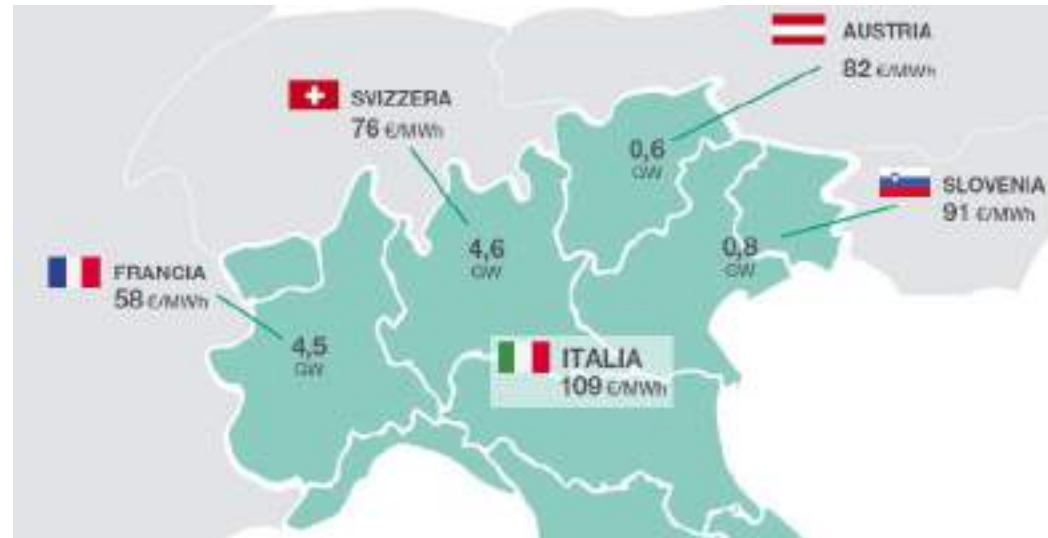 AUSTRIA
82 €/MWh
SVIZZERA
76 €/MWh
0,6
GW
SLOVENIA
91 €/MWh
4,6
GW
0,8
GW
FRANCIA
58 €/MWh
4,5
GW
ITALIA
109 €/MWh